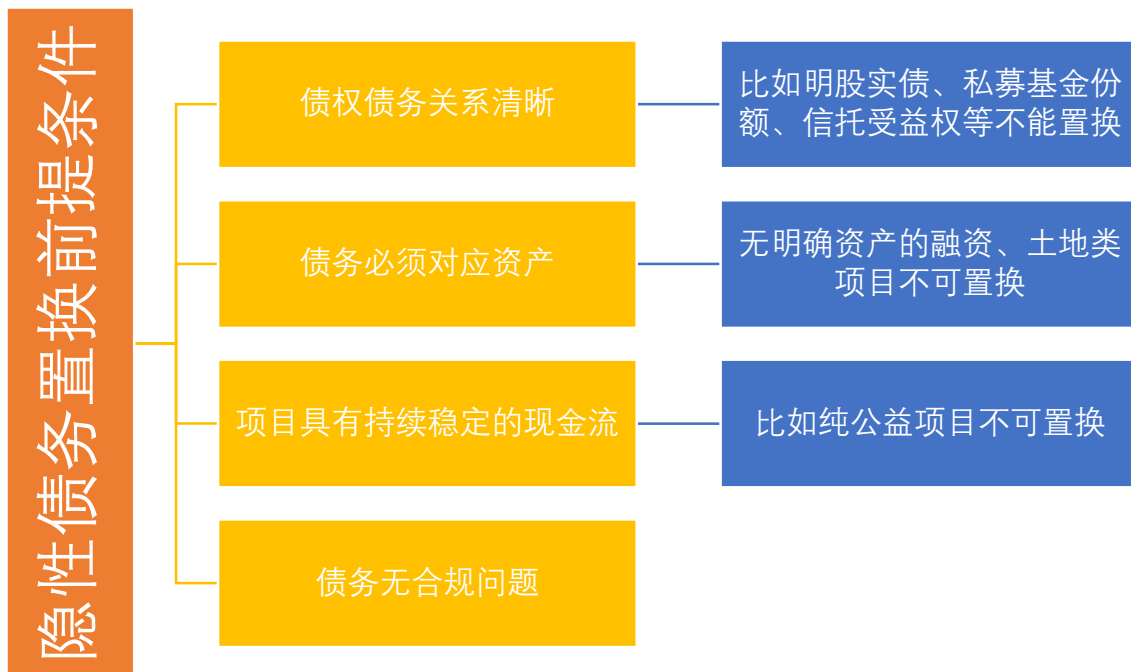 隐性债务置换前提条件
债权债务关系清晰
比如明股实债、私募基金份
额、信托受益权等不能置换
债务必须对应资产
无明确资产的融资、土地类
项目不可置换
项目具有持续稳定的现金流
比如纯公益项目不可置换
债务无合规问题